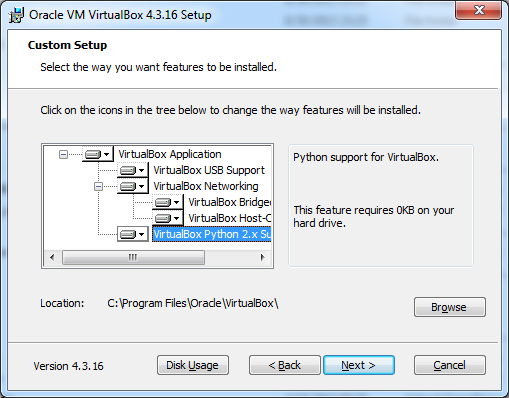 Oracle VM VirtualBox 4.3.16 Setup
Custom Setup
Select the way you want features to be installed.
Click on the icons in the tree below to change the way features will be installed.
VirtualBox Application
VirtualBox USB Support
VirtualBox Networking
VirtualBox Bridge
VirtualBox Host-C
VirtualBox Python 2.x Su
Python support for VirtualBox.
This feature requires 0KB on your
hard drive.
Location: C:\Program Files\Oracle\VirtualBox\
Browse
Version 4.3.16
Disk Usage
< Back
Next >
Cancel